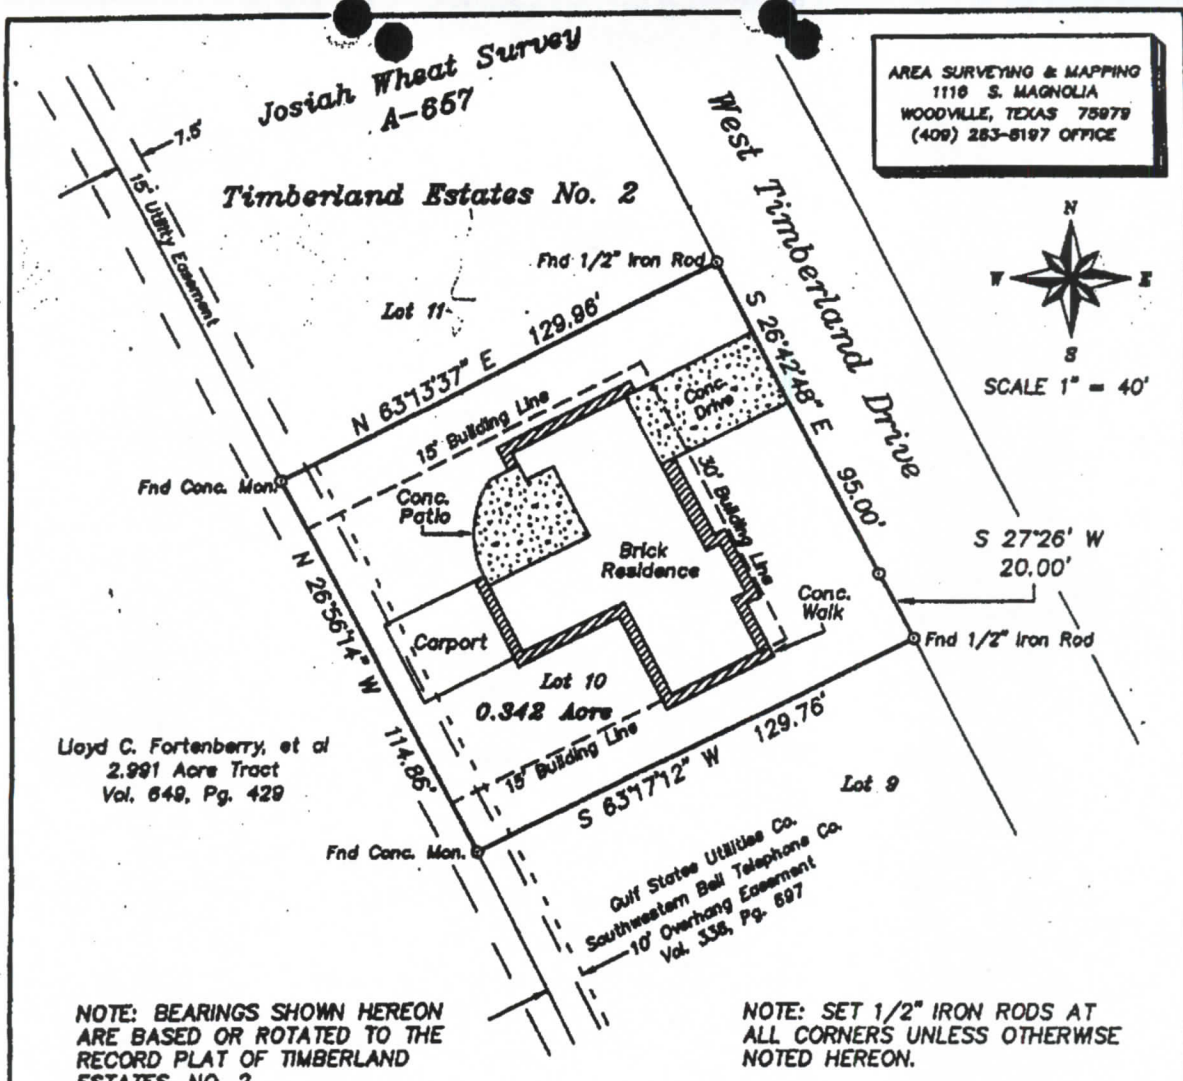 Josiah Wheat Survey
A-657
AREA SURVEYING & MAPPING
1116 S. MAGNOLIA
WOODVILLE, TEXAS 75979
(409) 283-8197 OFFICE
7.5'
15' Utility Easement
Timberland Estates No. 2
West Timberland Drive
N
W
E
S
SCALE 1" = 40'
Fnd 1/2" Iron Rod
Lot 11
N 63°13'37" E 129.96'
S 26°42'48" E 95.00'
15' Building Line
Conc.
Drive
Fnd Conc. Mon.
Conc.
Patio
30' Building Line
Brick
Residence
S 27°26' W
20.00'
Conc.
Walk
N 26°56'14" W 114.86'
Carport
Fnd 1/2" Iron Rod
Lot 10
0.342 Acre
Lloyd C. Fortenberry, et al
2.991 Acre Tract
Vol. 649, Pg. 429
15' Building Line
S 63°17'12" W 129.76'
Lot 9
Fnd Conc. Mon.
Gulf States Utilities Co.
Southwestern Bell Telephone Co.
10' Overhang Easement
Vol. 338, Pg. 697
NOTE: BEARINGS SHOWN HEREON
ARE BASED OR ROTATED TO THE
RECORD PLAT OF TIMBERLAND
ESTATES NO. 2
NOTE: SET 1/2" IRON RODS AT
ALL CORNERS UNLESS OTHERWISE
NOTED HEREON.